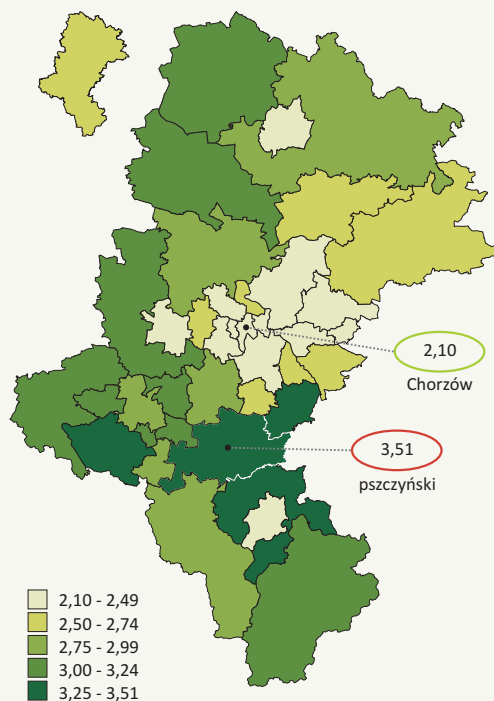 2,10
Chorzów
3,51
pszczyński
2,10 - 2,49
2,50 - 2,74
2,75 - 2,99
3,00 - 3,24
3,25 - 3,51